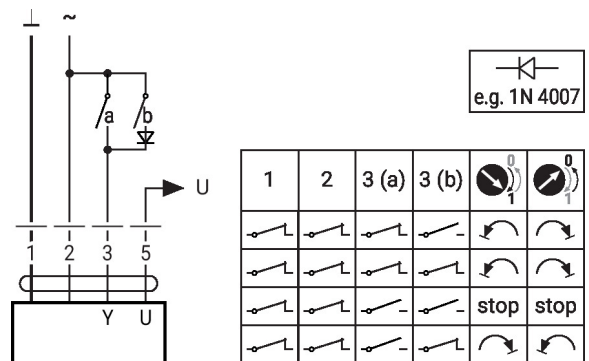 ⊥ ~
a b
e.g. 1N 4007
U
1 2 3 5
Y U
1 2 3 (a) 3 (b) 0 1 0 1
stop stop